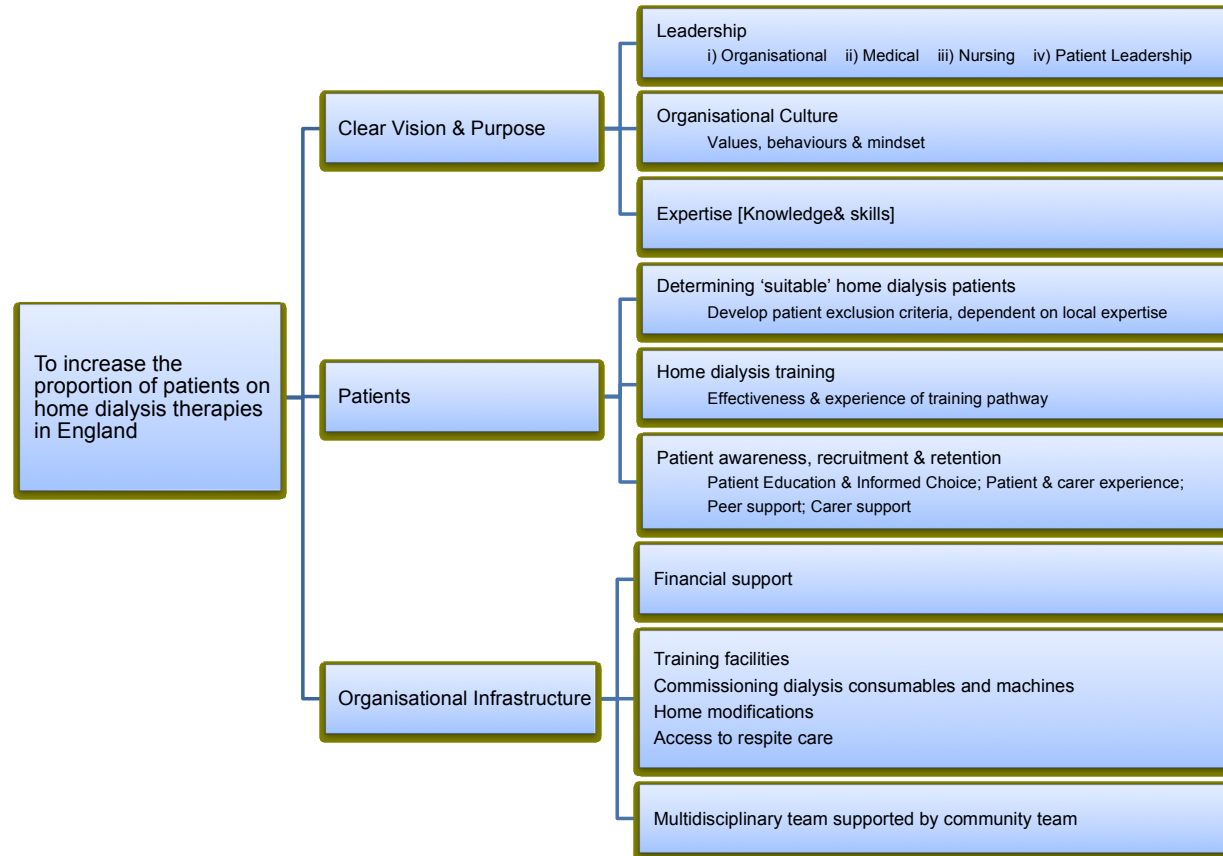 Leadership
i) Organisational ii) Medical iii) Nursing iv) Patient Leadership
Clear Vision & Purpose
Organisational Culture
Values, behaviours & mindset
Expertise [Knowledge& skills]
To increase the
proportion of patients on
home dialysis therapies
in England
Patients
Determining ‘suitable’ home dialysis patients
Develop patient exclusion criteria, dependent on local expertise
Home dialysis training
Effectiveness & experience of training pathway
Patient awareness, recruitment & retention
Patient Education & Informed Choice; Patient & carer experience;
Peer support; Carer support
Organisational Infrastructure
Financial support
Training facilities
Commissioning dialysis consumables and machines
Home modifications
Access to respite care
Multidisciplinary team supported by community team